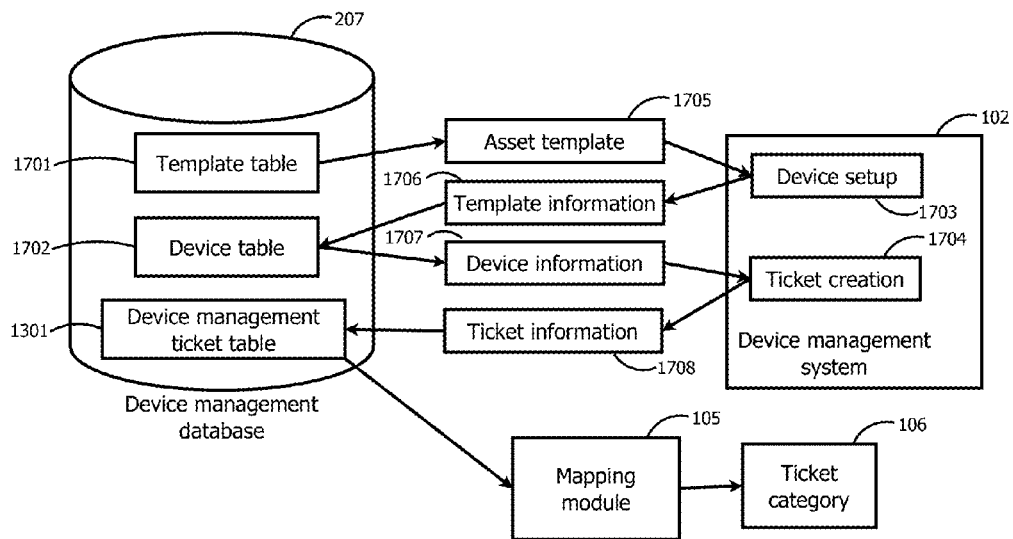 207
1705
102
Asset template
1701
Template table
1706
Device setup
Template information
1703
1702
Device table
1707
1704
Device information
Ticket creation
1301
Device management
ticket table
Ticket information
Device management
system
1708
Device management
database
105
106
Mapping
module
Ticket
category